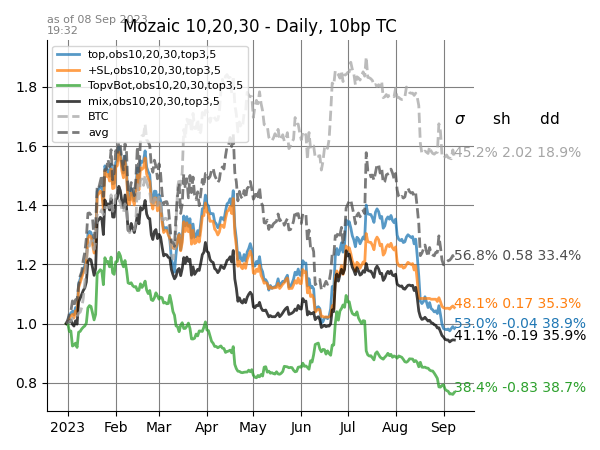 as of 08 Sep 2023
19:32
Mozaic 10,20,30 - Daily, 10bp TC
top,obs10,20,30,top3,5
+SL,obs10,20,30,top3,5
TopvBot,obs10,20,30,top3,5
mix,obs10,20,30,top3,5
BTC
avg
σ sh dd
45.2% 2.02 18.9%
56.8% 0.58 33.4%
48.1% 0.17 35.3%
53.0% -0.04 38.9%
41.1% -0.19 35.9%
38.4% -0.83 38.7%
1.8
1.6
1.4
1.2
1.0
0.8
2023 Feb Mar Apr May Jun Jul Aug Sep